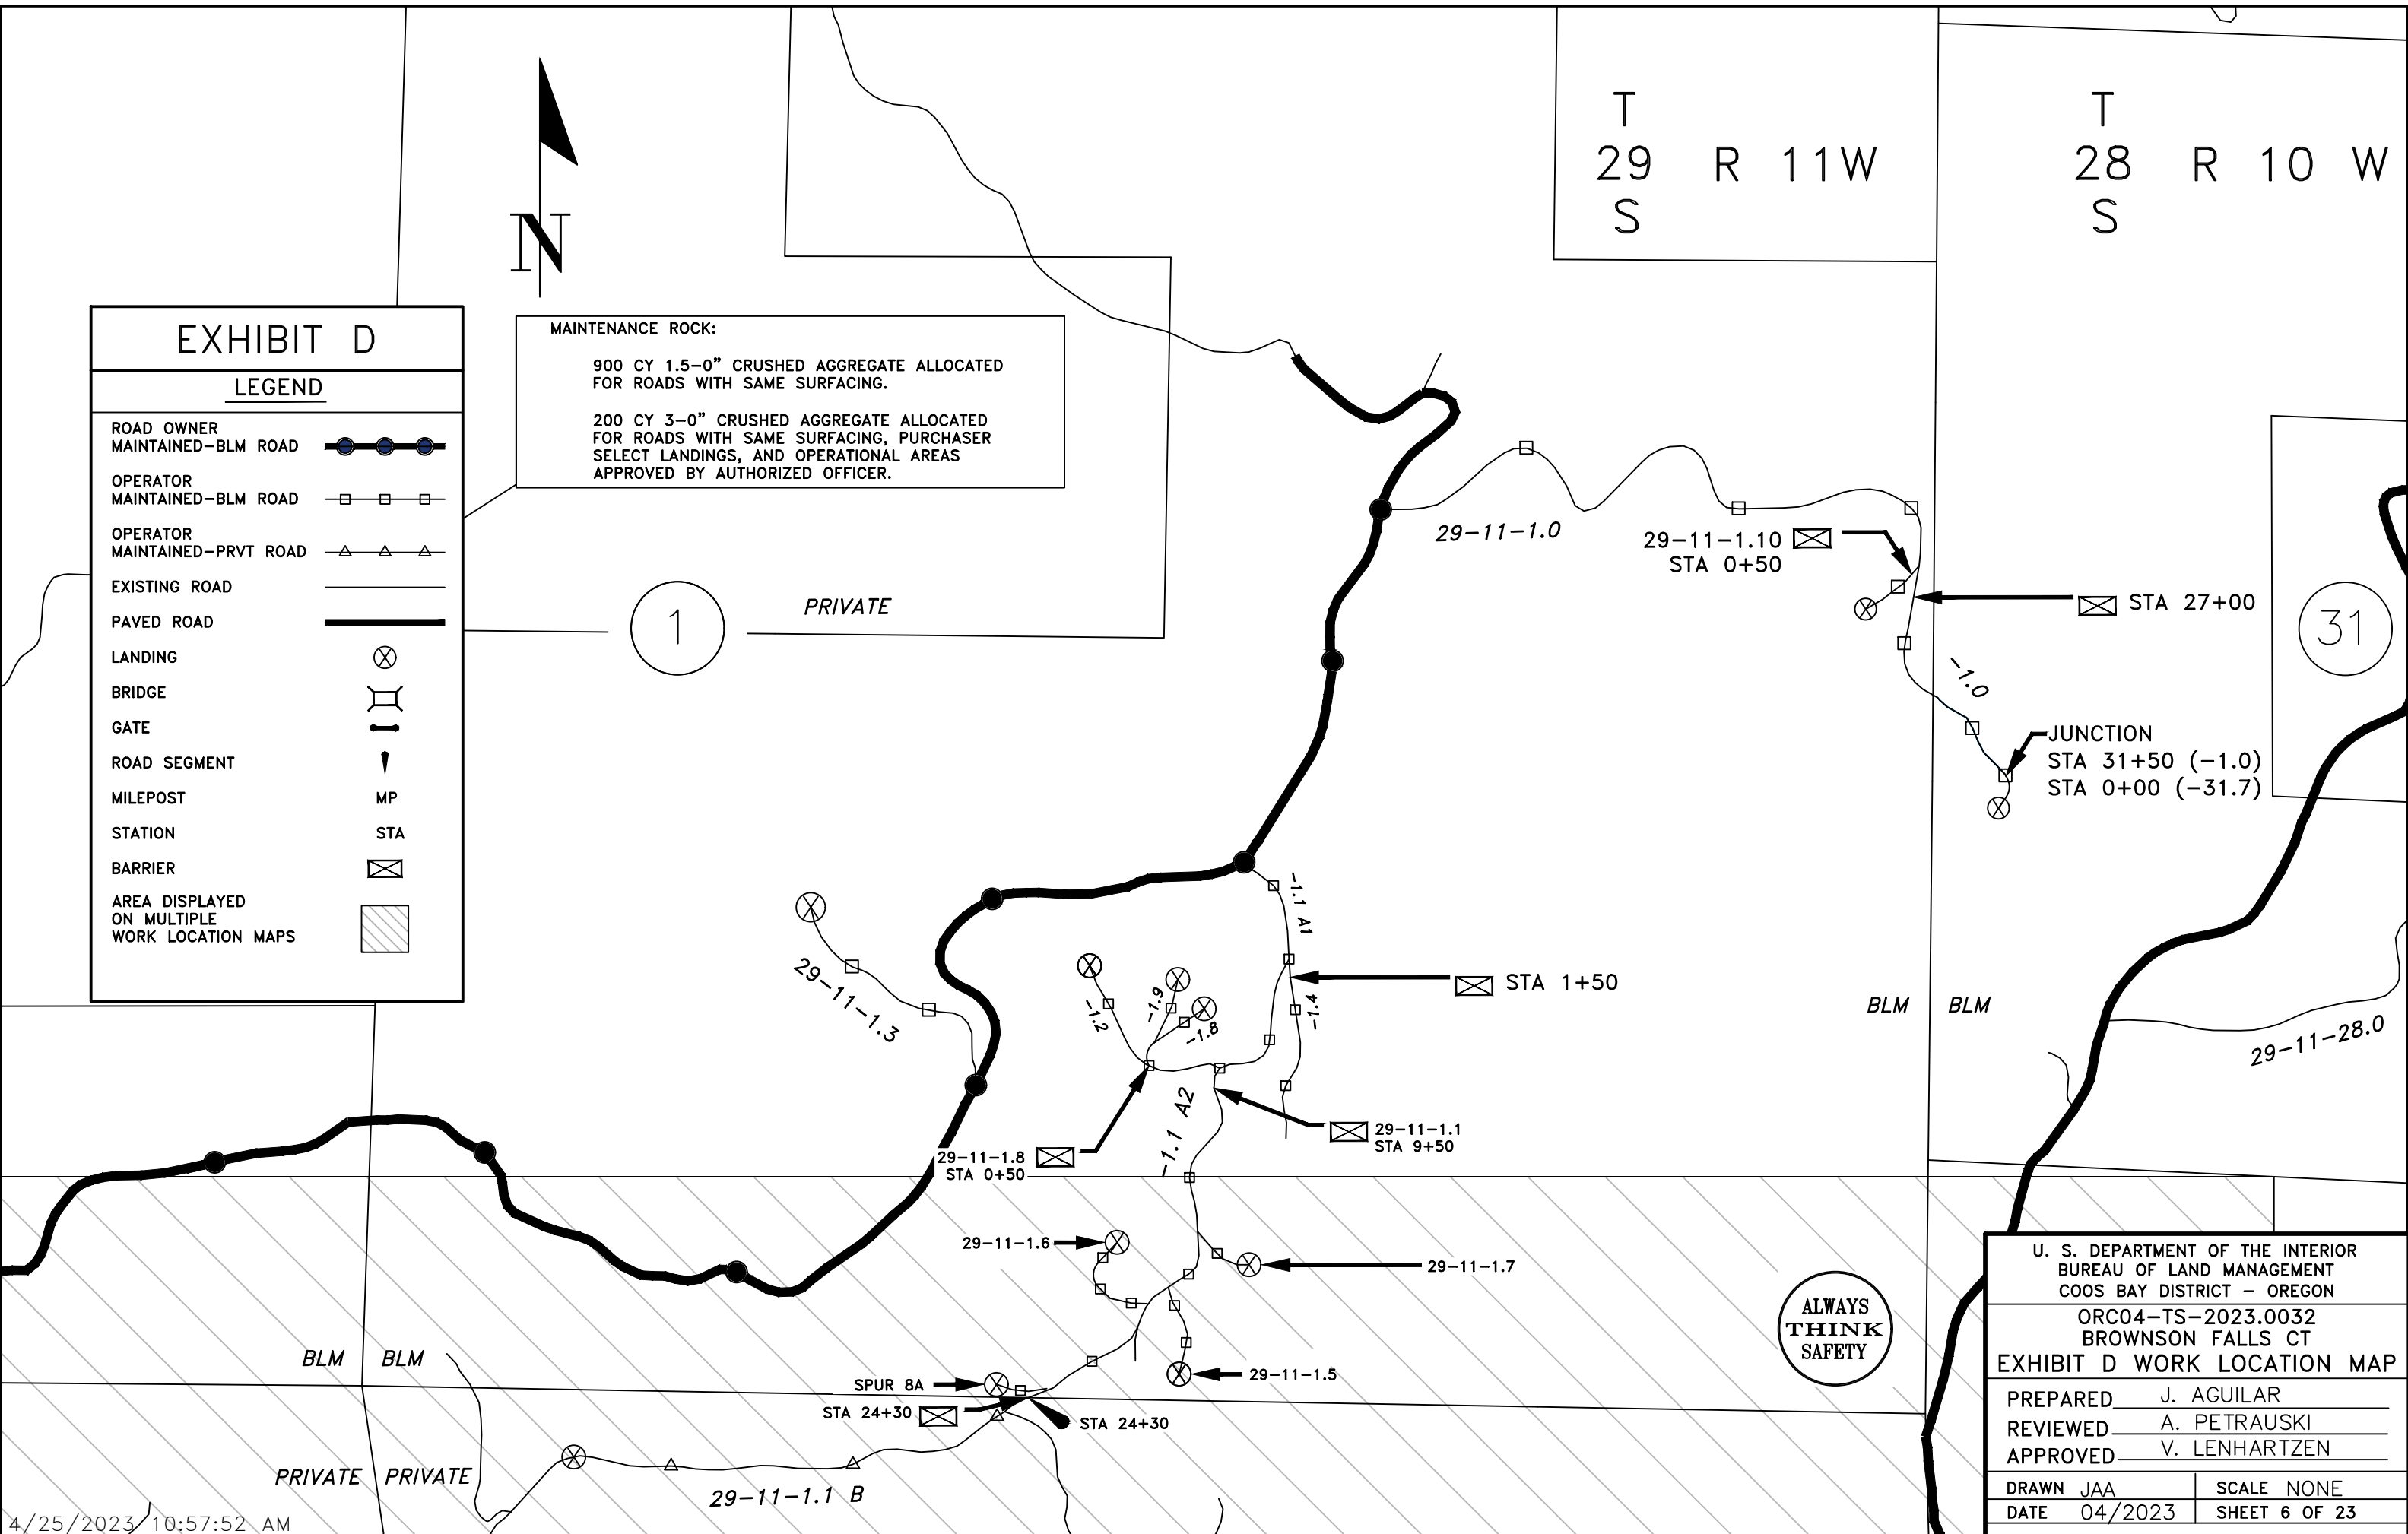 T
29 R 11W
S
T
28 R 10 W
S
N
EXHIBIT D
LEGEND
ROAD OWNER
MAINTAINED-BLM ROAD
OPERATOR
MAINTAINED-BLM ROAD
OPERATOR
MAINTAINED-PRVT ROAD
EXISTING ROAD
PAVED ROAD
LANDING
BRIDGE
GATE
ROAD SEGMENT
MILEPOST MP
STATION STA
BARRIER
AREA DISPLAYED
ON MULTIPLE
WORK LOCATION MAPS
MAINTENANCE ROCK:
900 CY 1.5-0" CRUSHED AGGREGATE ALLOCATED
FOR ROADS WITH SAME SURFACING.
200 CY 3-0" CRUSHED AGGREGATE ALLOCATED
FOR ROADS WITH SAME SURFACING, PURCHASER
SELECT LANDINGS, AND OPERATIONAL AREAS
APPROVED BY AUTHORIZED OFFICER.
1
PRIVATE
29-11-1.0
29-11-1.10
STA 0+50
STA 27+00
31
-1.0
JUNCTION
STA 31+50 (-1.0)
STA 0+00 (-31.7)
-1.1 A1
STA 1+50
-1.4
29-11-1.3
-1.2
-1.9
-1.8
BLM BLM
29-11-28.0
-1.1 A2
29-11-1.1
STA 9+50
29-11-1.8
STA 0+50
29-11-1.6
29-11-1.7
29-11-1.5
SPUR 8A
STA 24+30
STA 24+30
BLM BLM
PRIVATE PRIVATE
29-11-1.1 B
ALWAYS
THINK
SAFETY
U. S. DEPARTMENT OF THE INTERIOR
BUREAU OF LAND MANAGEMENT
COOS BAY DISTRICT - OREGON
ORC04-TS-2023.0032
BROWNSON FALLS CT
EXHIBIT D WORK LOCATION MAP
PREPARED J. AGUILAR
REVIEWED A. PETRAUSKI
APPROVED V. LENHARTZEN
DRAWN JAA SCALE NONE
DATE 04/2023 SHEET 6 OF 23
4/25/2023 10:57:52 AM